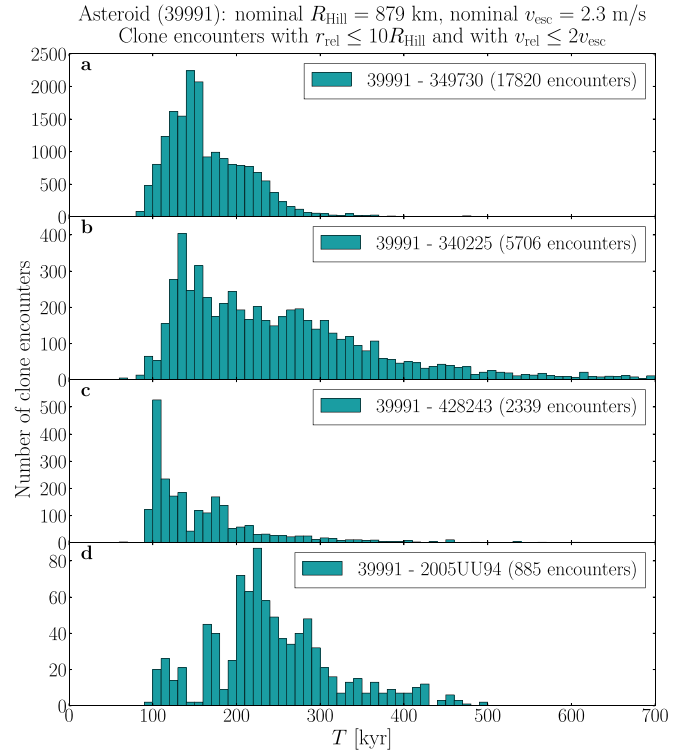 Asteroid (39991): nominal R_Hill = 879 km, nominal v_esc = 2.3 m/s
Clone encounters with r_rel ≤ 10R_Hill and with v_rel ≤ 2v_esc
a
39991 - 349730 (17820 encounters)
2500
2000
1500
1000
500
0
b
39991 - 340225 (5706 encounters)
400
300
200
100
0
c
39991 - 428243 (2339 encounters)
500
400
300
200
100
0
d
39991 - 2005UU94 (885 encounters)
80
60
40
20
0
Number of clone encounters
0 100 200 300 400 500 600 700
T [kyr]